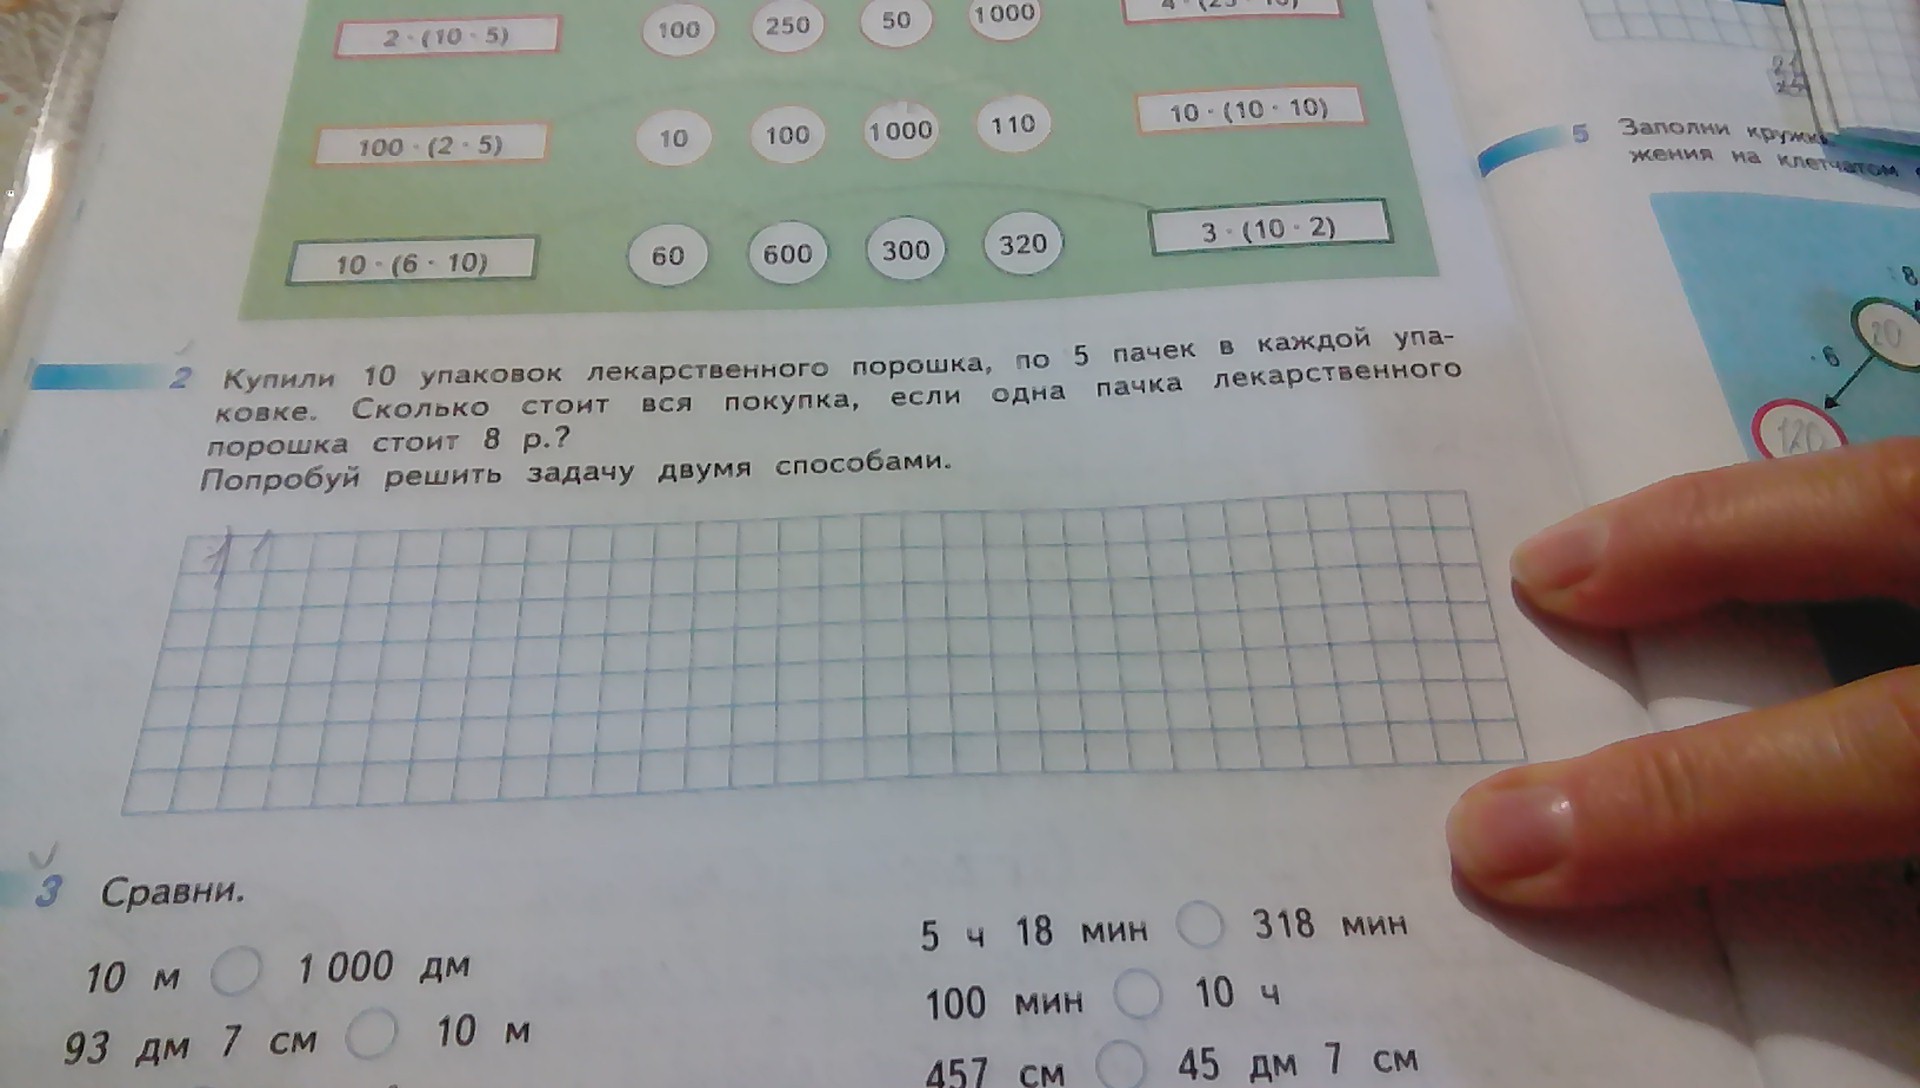 2 · (10 · 5) 100 250 50 1000
100 · (2 · 5) 10 100 1000 110 10 · (10 · 10)
10 · (6 · 10) 60 600 300 320 3 · (10 · 2)
2 Купили 10 упаковок лекарственного порошка, по 5 пачек в каждой упа-
ковке. Сколько стоит вся покупка, если одна пачка лекарственного
порошка стоит 8 р.?
Попробуй решить задачу двумя способами.
3 Сравни.
10 м 1 000 дм
93 дм 7 см 10 м
5 ч 18 мин 318 мин
100 мин 10 ч
457 см 45 дм 7 см
5 Заполни
жения на клетчатом
8
20
· 6
120